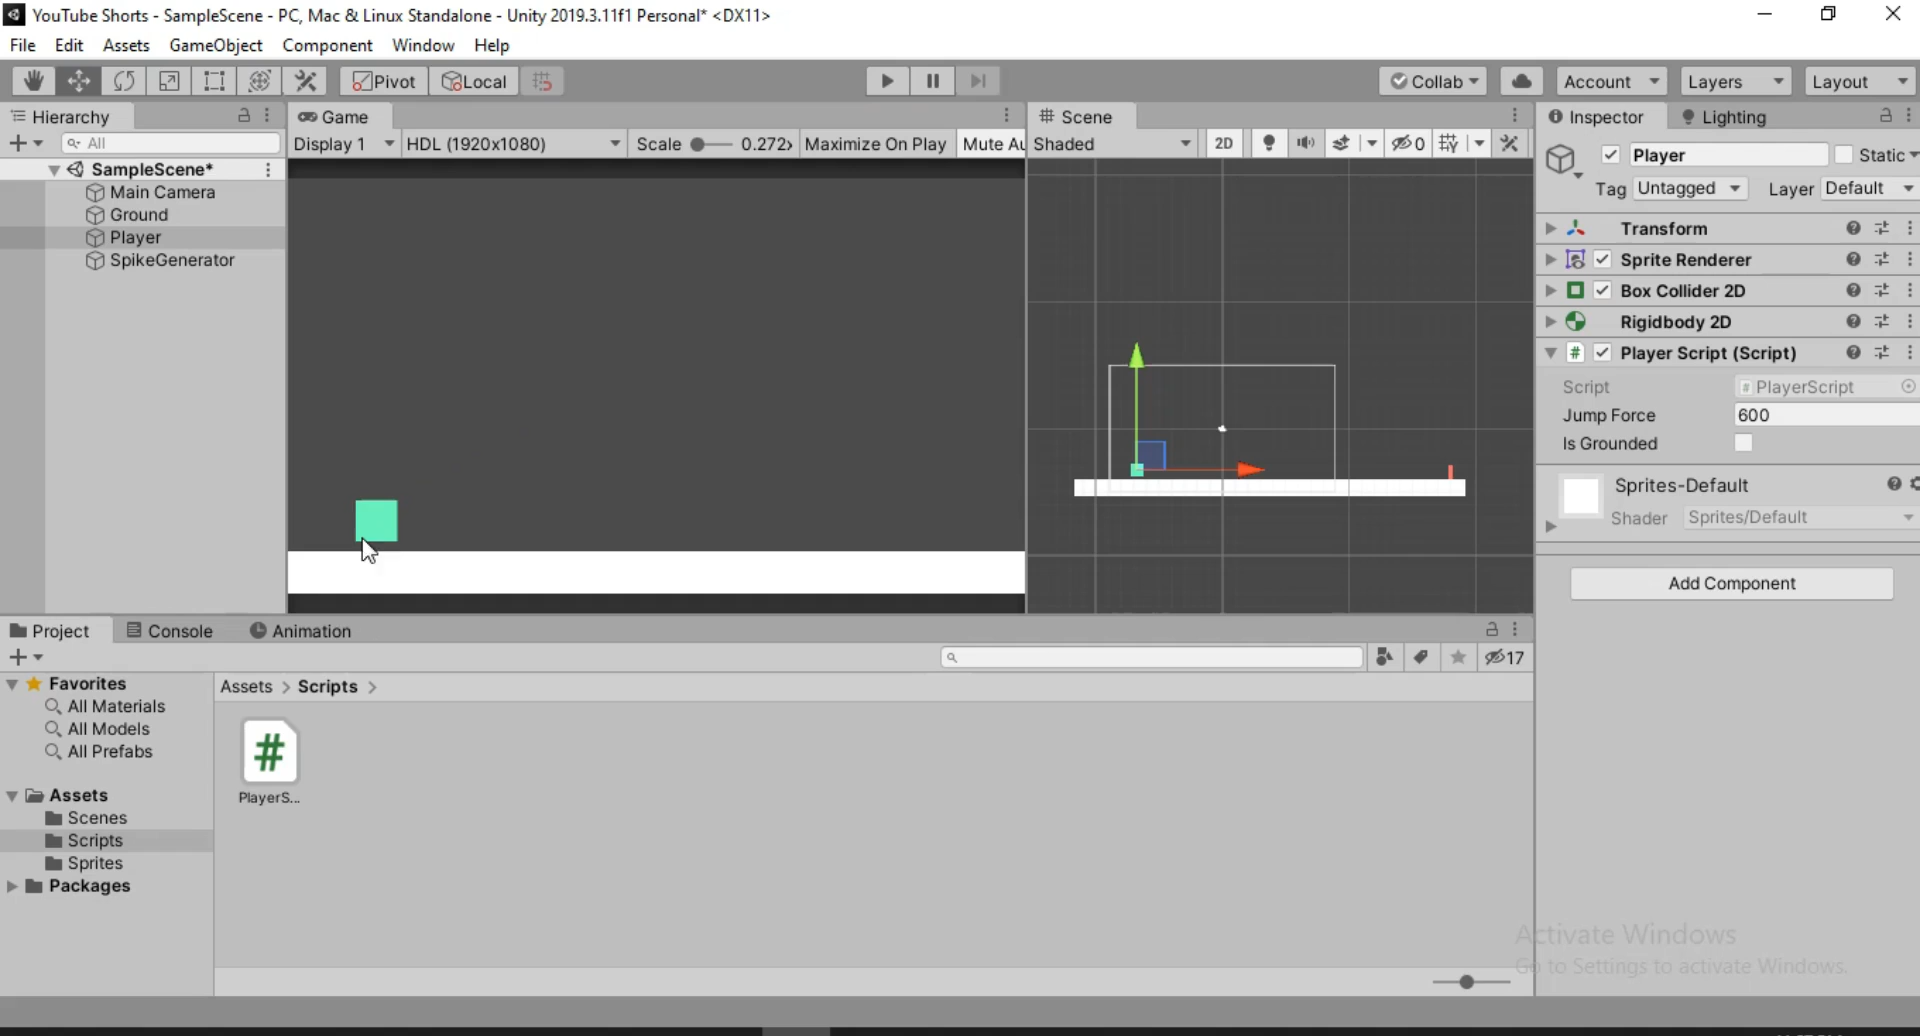 YouTube Shorts - SampleScene - PC, Mac & Linux Standalone - Unity 2019.3.11f1 Personal* <DX11>
File Edit Assets GameObject Component Window Help
Pivot Local Collab Account Layers Layout
Hierarchy
All
SampleScene*
Main Camera
Ground
Player
SpikeGenerator
Game
Display 1 HDL (1920x1080) Scale 0.272x Maximize On Play Mute Au
Scene
Shaded 2D 0
Inspector Lighting
Player Static
Tag Untagged Layer Default
Transform
Sprite Renderer
Box Collider 2D
Rigidbody 2D
# Player Script (Script)
Script # PlayerScript
Jump Force 600
Is Grounded
Sprites-Default
Shader Sprites/Default
Add Component
Project Console Animation
17
Favorites
All Materials
All Models
All Prefabs
Assets
Scenes
Scripts
Sprites
Packages
Assets > Scripts >
#
PlayerS...
Activate Windows
Go to Settings to activate Windows.